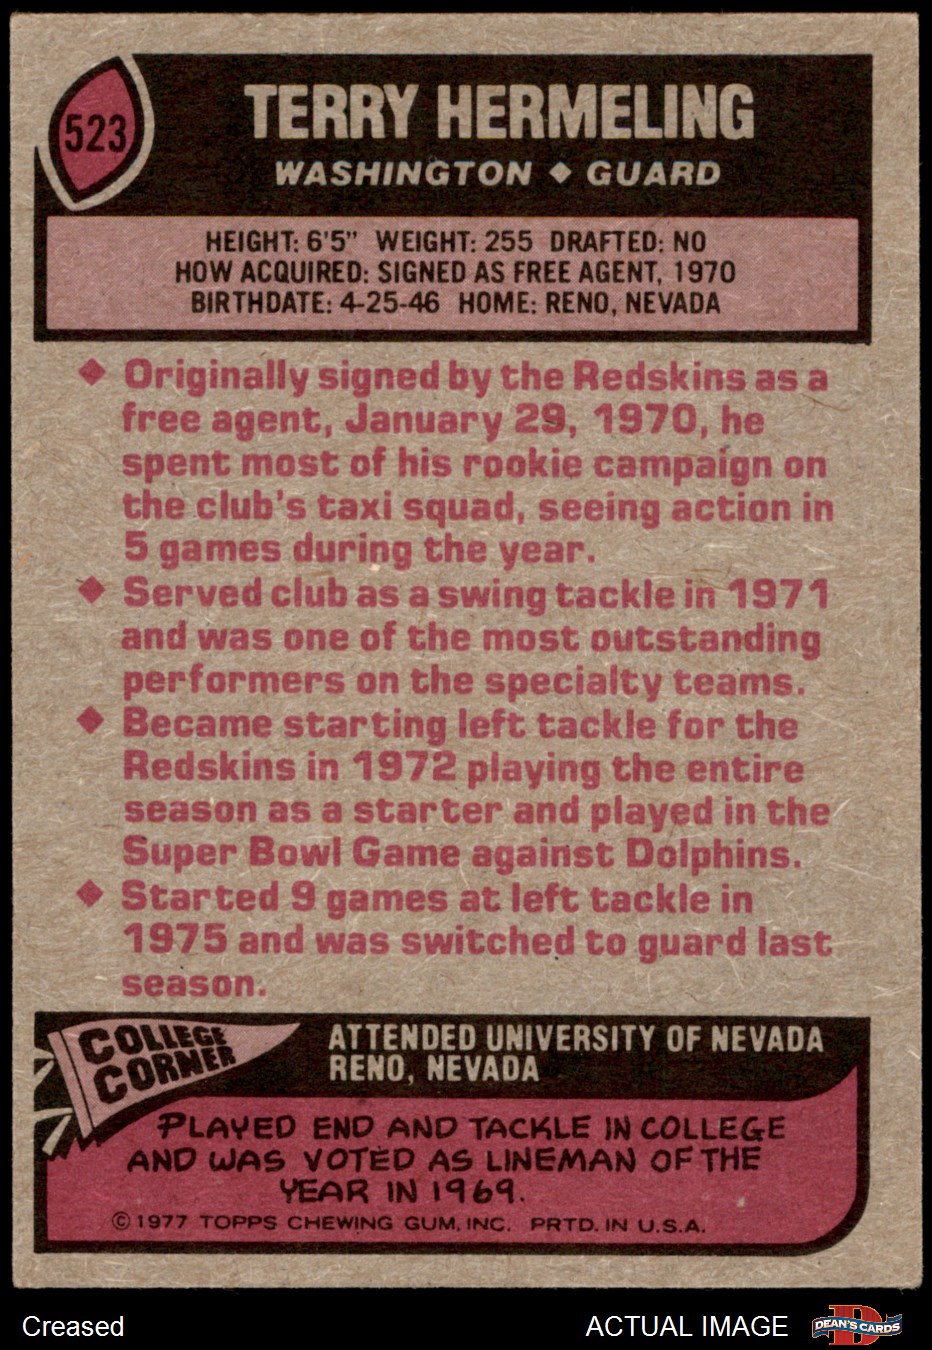 523
TERRY HERMELING
WASHINGTON ◆ GUARD
HEIGHT: 6'5" WEIGHT: 255 DRAFTED: NO
HOW ACQUIRED: SIGNED AS FREE AGENT, 1970
BIRTHDATE: 4-25-46 HOME: RENO, NEVADA
◆ Originally signed by the Redskins as a
free agent, January 29, 1970, he
spent most of his rookie campaign on
the club's taxi squad, seeing action in
5 games during the year.
◆ Served club as a swing tackle in 1971
and was one of the most outstanding
performers on the specialty teams.
◆ Became starting left tackle for the
Redskins in 1972 playing the entire
season as a starter and played in the
Super Bowl Game against Dolphins.
◆ Started 9 games at left tackle in
1975 and was switched to guard last
season.
COLLEGE
CORNER
ATTENDED UNIVERSITY OF NEVADA
RENO, NEVADA
PLAYED END AND TACKLE IN COLLEGE
AND WAS VOTED AS LINEMAN OF THE
YEAR IN 1969.
©1977 TOPPS CHEWING GUM, INC. PRTD. IN U.S.A.
Creased
ACTUAL IMAGE
D
DEAN'S CARDS